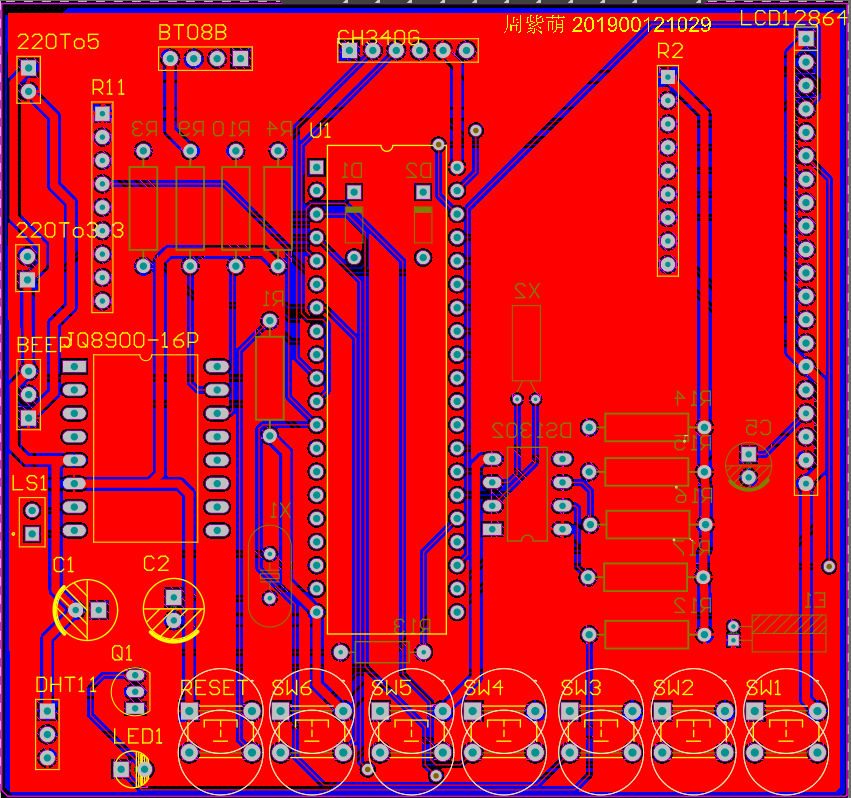 周紫萌 201900121029
LCD12864
220To5
BT08B
CH340G
R2
R11
R3
R9
R10
R4
U1
D1
D2
220To3.3
X2
R1
BEEP
JQ8900-16P
R14
DS1302
C5
R15
LS1
R16
X1
R17
C1
C2
R12
E1
R13
Q1
DHT11
RESET
SW6
SW5
SW4
SW3
SW2
SW1
LED1